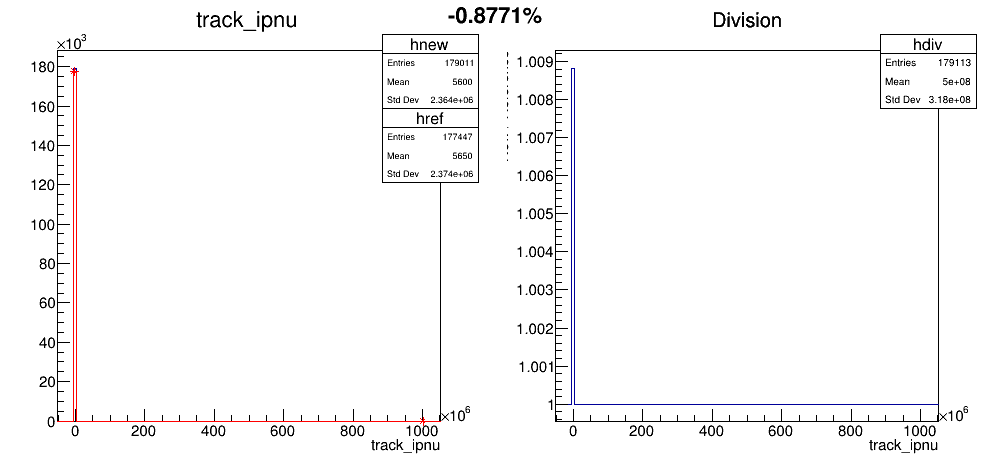 track_ipnu
-0.8771%
Division
×10³
hnew
Entries 179011
Mean 5600
Std Dev 2.364e+06
href
Entries 177447
Mean 5650
Std Dev 2.374e+06
180
160
140
120
100
80
60
40
20
0
0 200 400 600 800 1000
×10⁶
track_ipnu
hdiv
Entries 179113
Mean 5e+08
Std Dev 3.18e+08
1.009
1.008
1.007
1.006
1.005
1.004
1.003
1.002
1.001
1
0 200 400 600 800 1000
×10⁶
track_ipnu